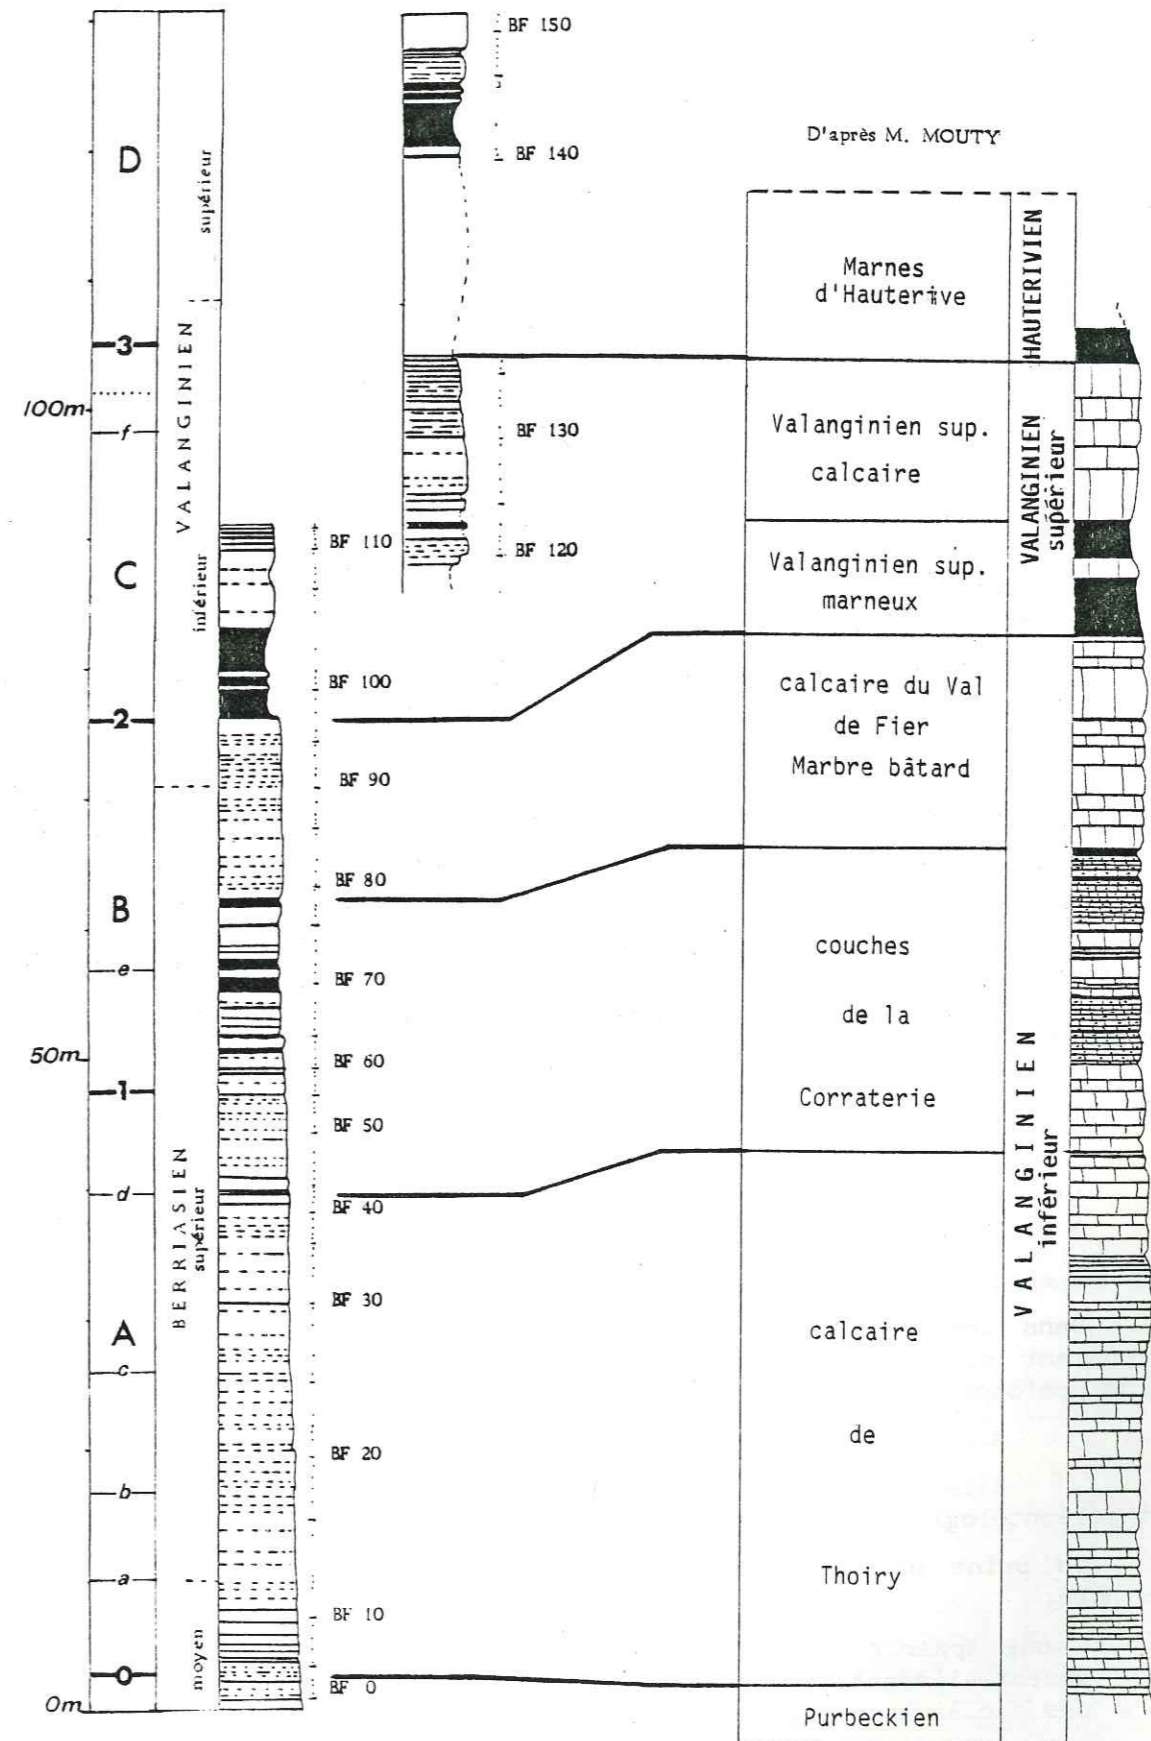 D'après M. MOUTY
100m
50m
0m
D
3
f
C
2
B
e
1
d
A
c
b
a
0
VALANGINIEN
supérieur
inférieur
BERRIASIEN
supérieur
moyen
BF 150
BF 140
BF 130
BF 120
BF 110
BF 100
BF 90
BF 80
BF 70
BF 60
BF 50
BF 40
BF 30
BF 20
BF 10
BF 0
Marnes
d'Hauterive
Valanginien sup.
calcaire
Valanginien sup.
marneux
calcaire du Val
de Fier
Marbre bâtard
couches
de la
Corraterie
calcaire
de
Thoiry
Purbeckien
HAUTERIVIEN
VALANGINIEN
supérieur
VALANGINIEN
inférieur